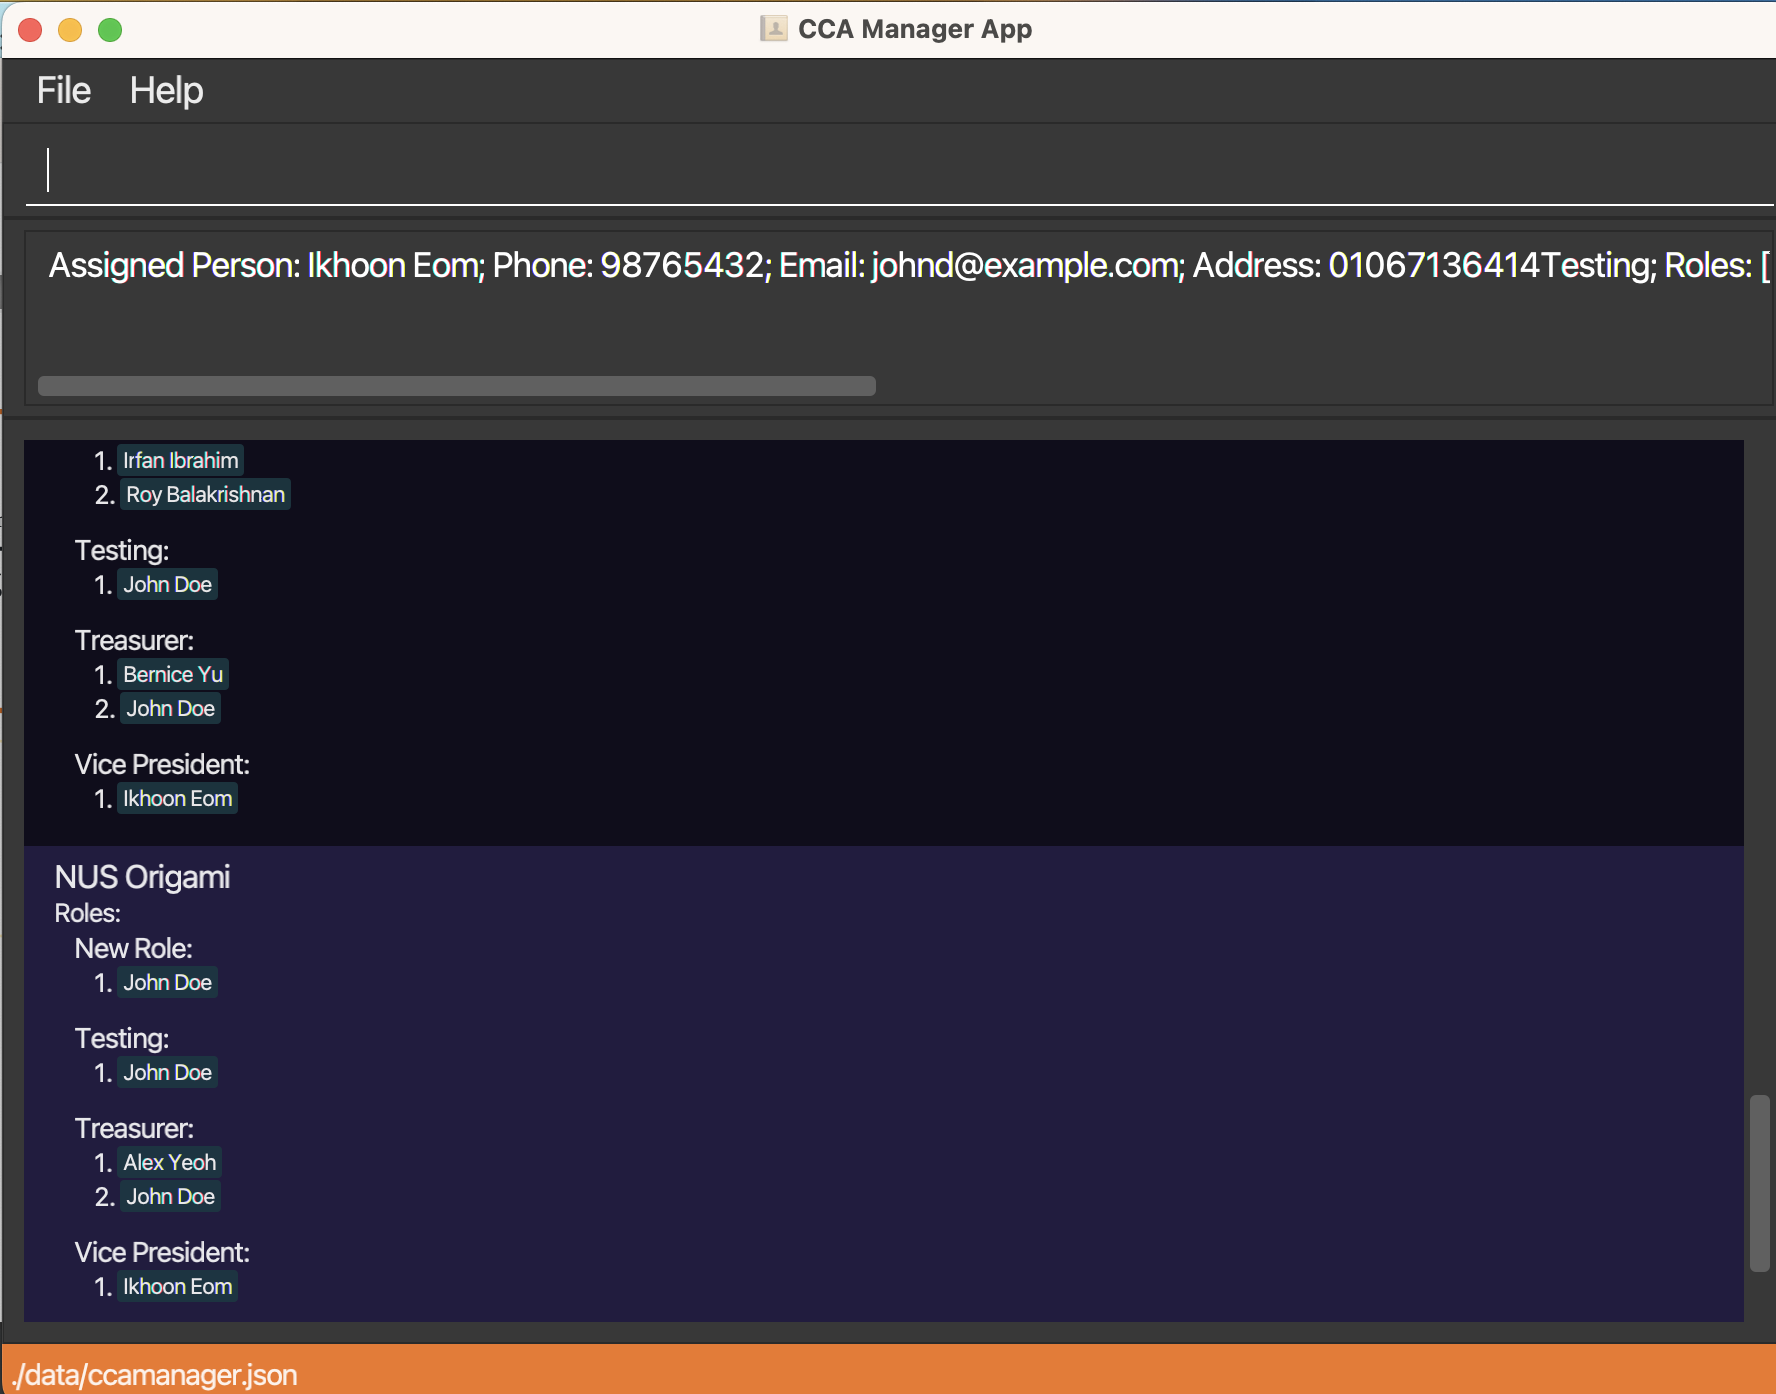 CCA Manager App
File Help
Assigned Person: Ikhoon Eom; Phone: 98765432; Email: johnd@example.com; Address: 01067136414Testing; Roles: [
1. Irfan Ibrahim
2. Roy Balakrishnan
Testing:
1. John Doe
Treasurer:
1. Bernice Yu
2. John Doe
Vice President:
1. Ikhoon Eom
NUS Origami
Roles:
New Role:
1. John Doe
Testing:
1. John Doe
Treasurer:
1. Alex Yeoh
2. John Doe
Vice President:
1. Ikhoon Eom
./data/ccamanager.json